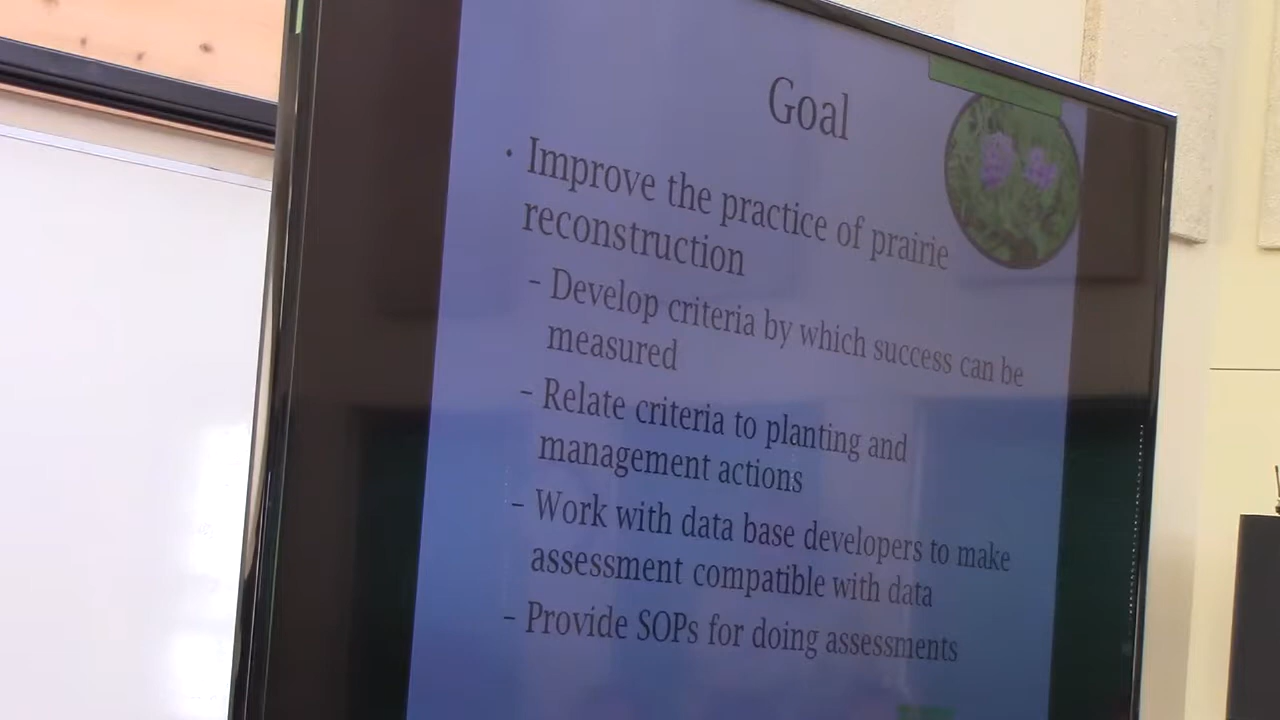 Goal
· Improve the practice of prairie
reconstruction
– Develop criteria by which success can be
measured
– Relate criteria to planting and
management actions
– Work with data base developers to make
assessment compatible with data
– Provide SOPs for doing assessments